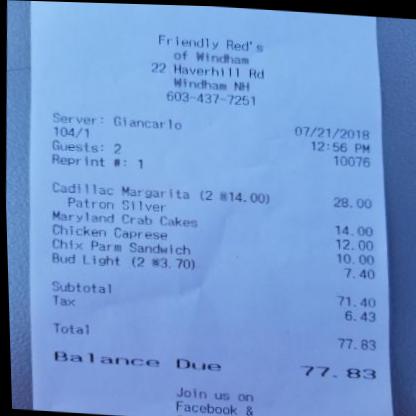 Friendly Red's
of Windham
22 Haverhill Rd
Windham NH
603-437-7251
Server: Giancarlo 07/21/2018
104/1 12:56 PM
Guests: 2 10076
Reprint #: 1
Cadillac Margarita (2 @14.00) 28.00
Patron Silver
Maryland Crab Cakes 14.00
Chicken Caprese 12.00
Chix Parm Sandwich 10.00
Bud Light (2 @3.70) 7.40
Subtotal 71.40
Tax 6.43
Total 77.83
Balance Due 77.83
Join us on
Facebook &